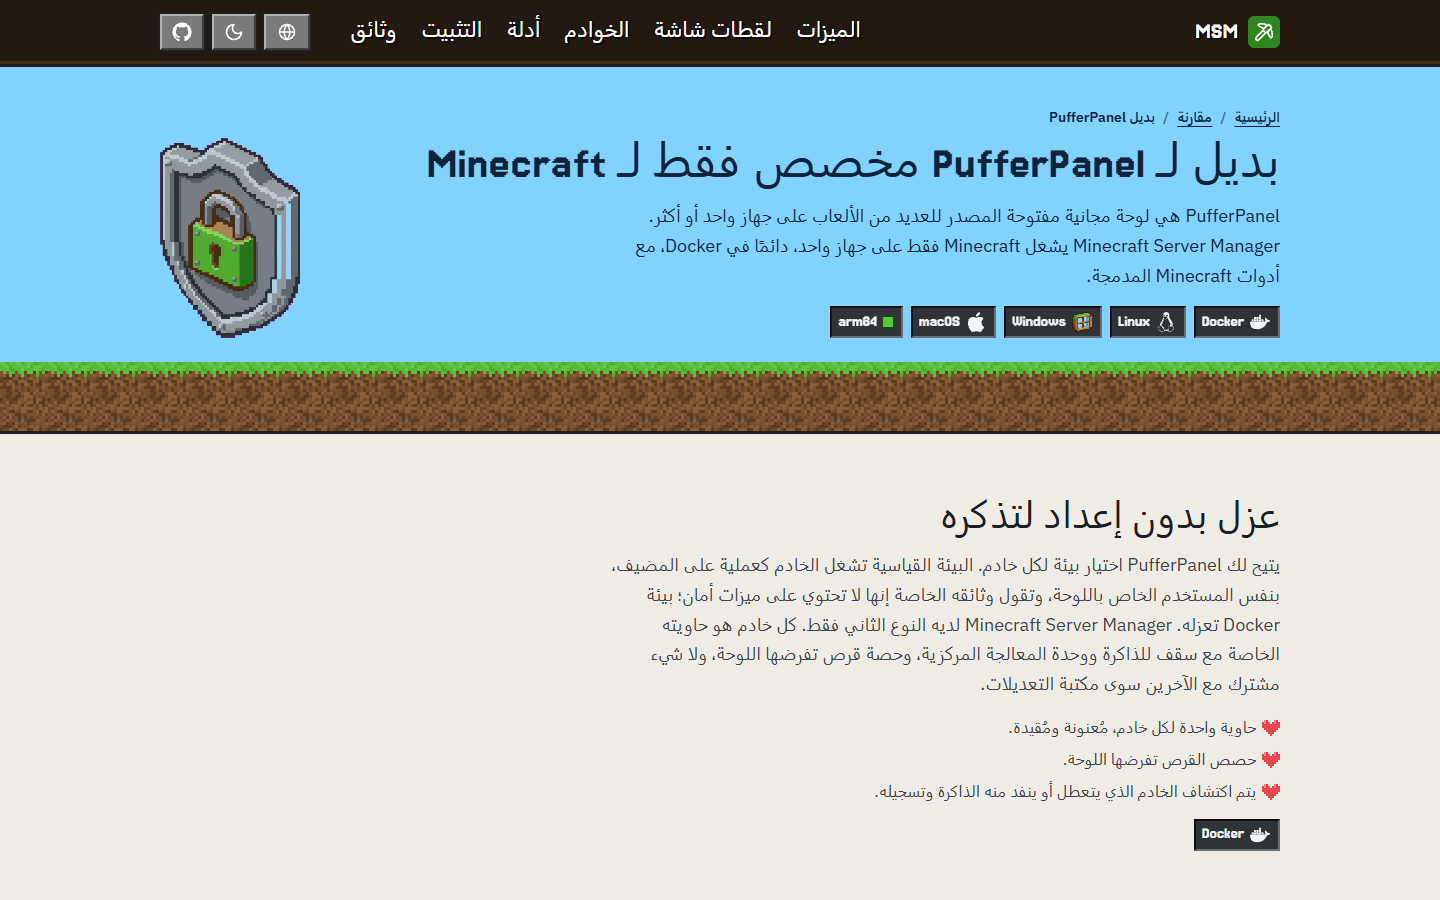 MSM
الميزات
لقطات شاشة
الخوادم
أدلة
التثبيت
وثائق
الرئيسية / مقارنة / بديل PufferPanel
بديل لـ PufferPanel مخصص فقط لـ Minecraft
PufferPanel هي لوحة مجانية مفتوحة المصدر للعديد من الألعاب على جهاز واحد أو أكثر.
Minecraft Server Manager يشغل Minecraft فقط على جهاز واحد، دائمًا في Docker، مع
أدوات Minecraft المدمجة.
Docker
Linux
Windows
macOS
arm64
عزل بدون إعداد لتذكره
يتيح لك PufferPanel اختيار بيئة لكل خادم. البيئة القياسية تشغل الخادم كعملية على المضيف،
بنفس المستخدم الخاص باللوحة، وتقول وثائقه الخاصة إنها لا تحتوي على ميزات أمان؛ بيئة
Docker تعزله. Minecraft Server Manager لديه النوع الثاني فقط. كل خادم هو حاويته
الخاصة مع سقف للذاكرة ووحدة المعالجة المركزية، وحصة قرص تفرضها اللوحة، ولا شيء
مشترك مع الآخرين سوى مكتبة التعديلات.
حاوية واحدة لكل خادم، مُعنونة ومُقيدة.
حصص القرص تفرضها اللوحة.
يتم اكتشاف الخادم الذي يتعطل أو ينفد منه الذاكرة وتسجيله.
Docker